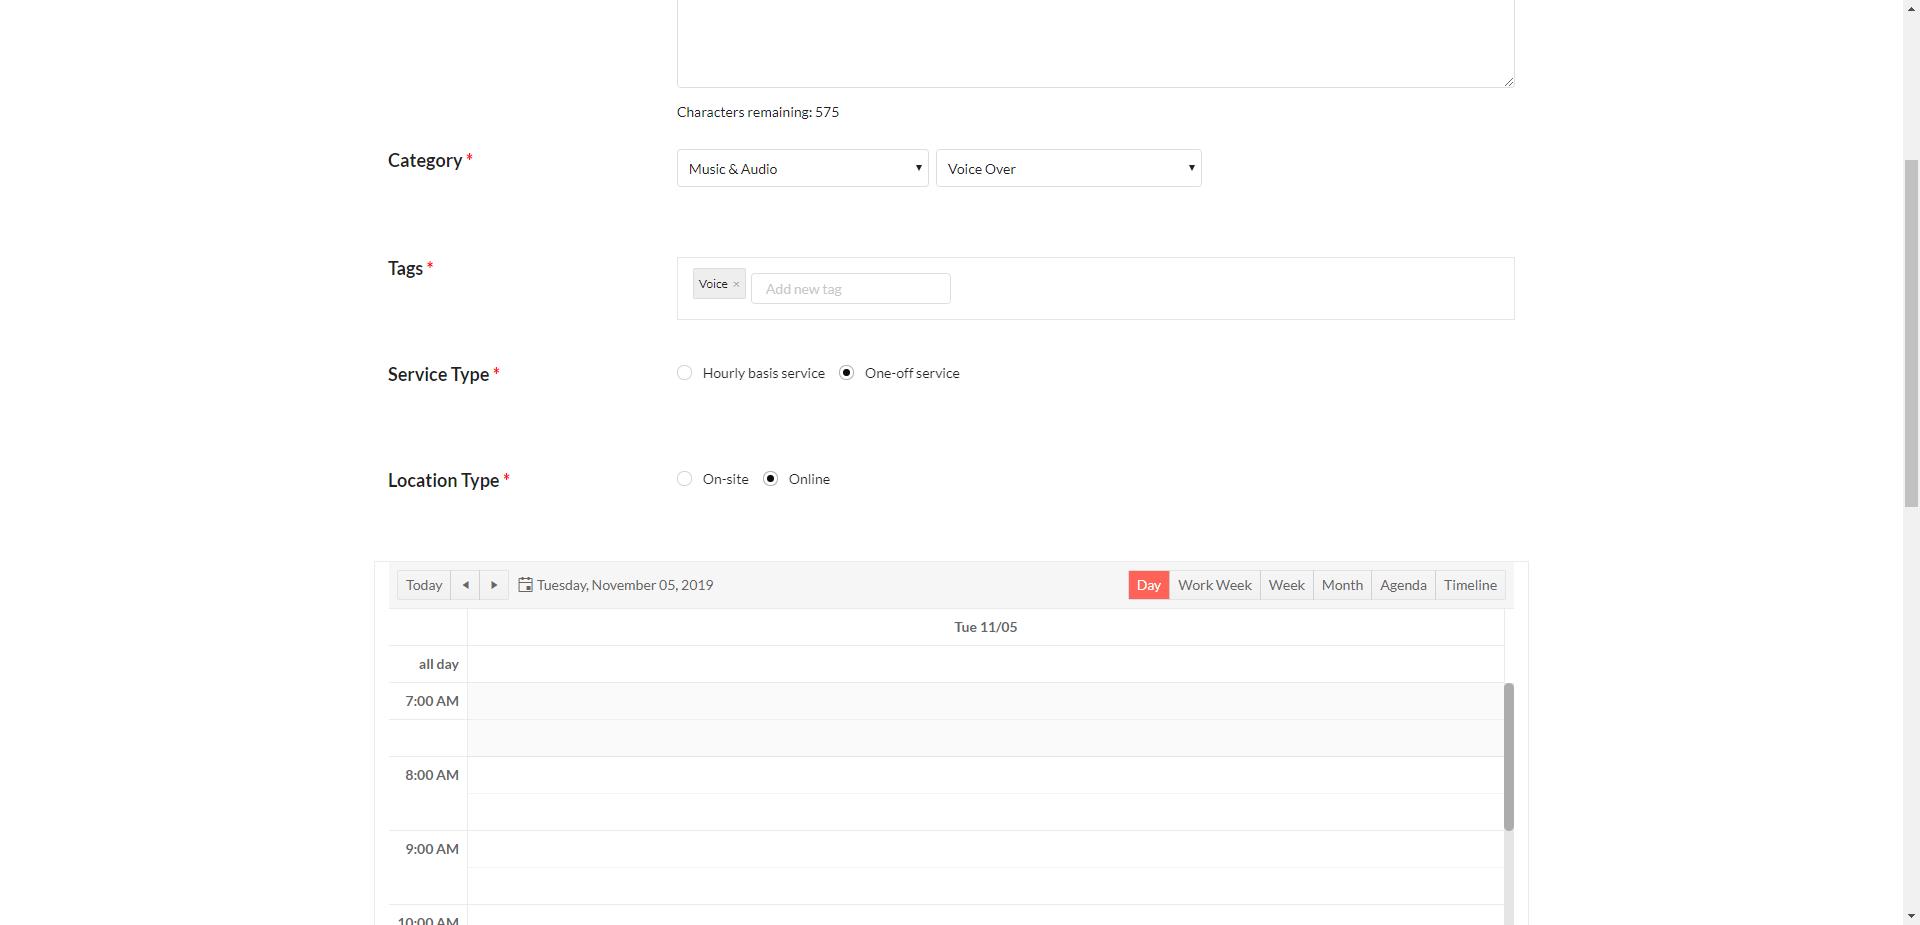 Characters remaining: 575
Category *
Music & Audio
Voice Over
Tags *
Voice ×
Add new tag
Service Type *
Hourly basis service
One-off service
Location Type *
On-site
Online
Today
Tuesday, November 05, 2019
Day
Work Week
Week
Month
Agenda
Timeline
Tue 11/05
all day
7:00 AM
8:00 AM
9:00 AM
10:00 AM